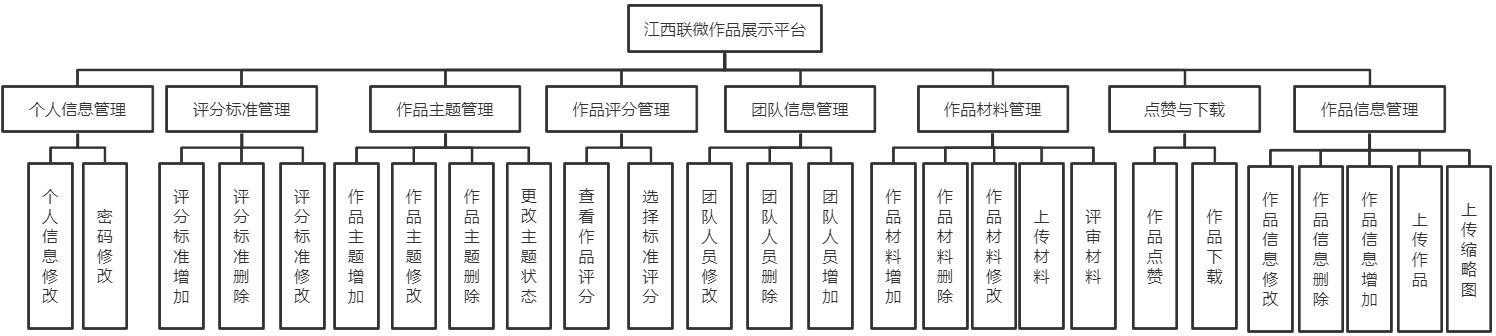 江西联微作品展示平台
个人信息管理
评分标准管理
作品主题管理
作品评分管理
团队信息管理
作品材料管理
点赞与下载
作品信息管理
个人信息修改
密码修改
评分标准增加
评分标准删除
评分标准修改
作品主题增加
作品主题修改
作品主题删除
更改主题状态
查看作品评分
选择标准评分
团队人员修改
团队人员删除
团队人员增加
作品材料增加
作品材料删除
作品材料修改
上传材料
评审材料
作品点赞
作品下载
作品信息修改
作品信息删除
作品信息增加
上传作品
上传缩略图